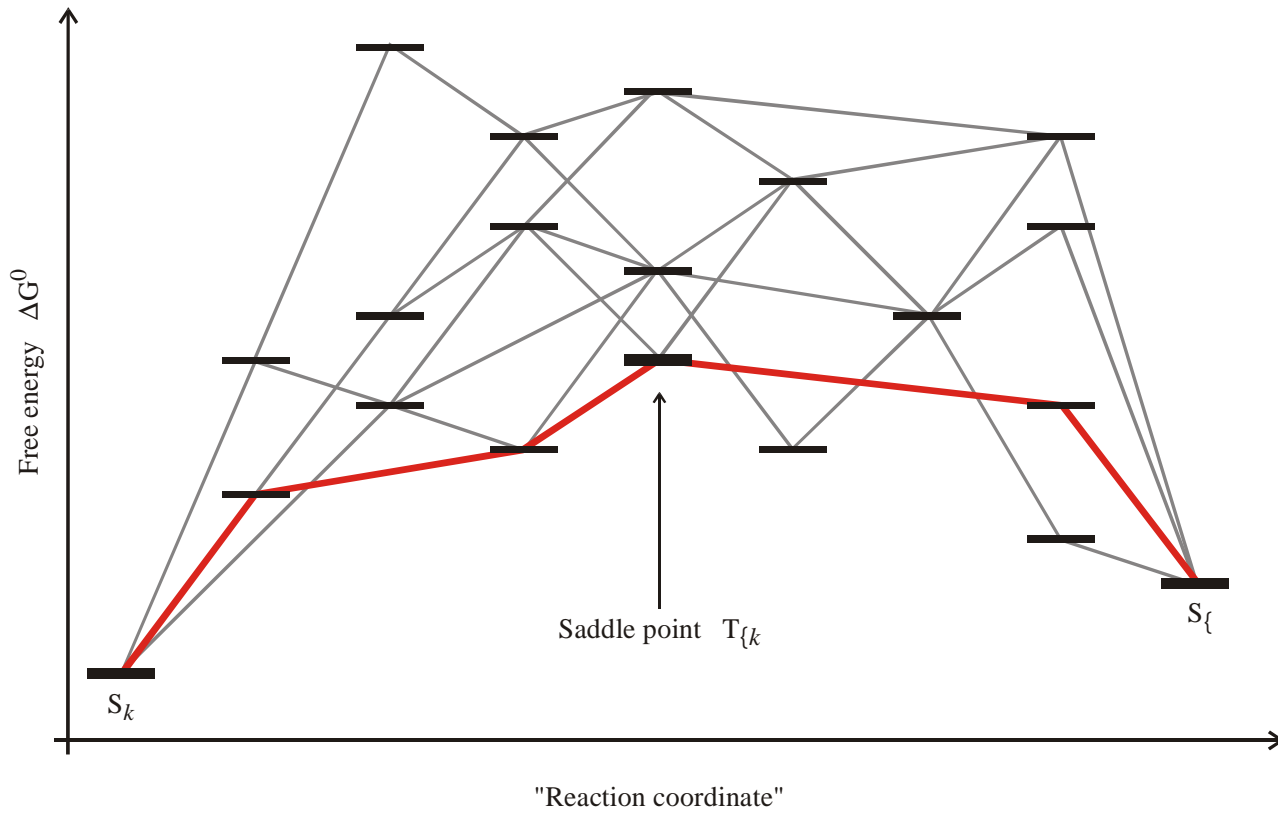 Free energy ΔG0
Saddle point T{k
S{
Sk
"Reaction coordinate"